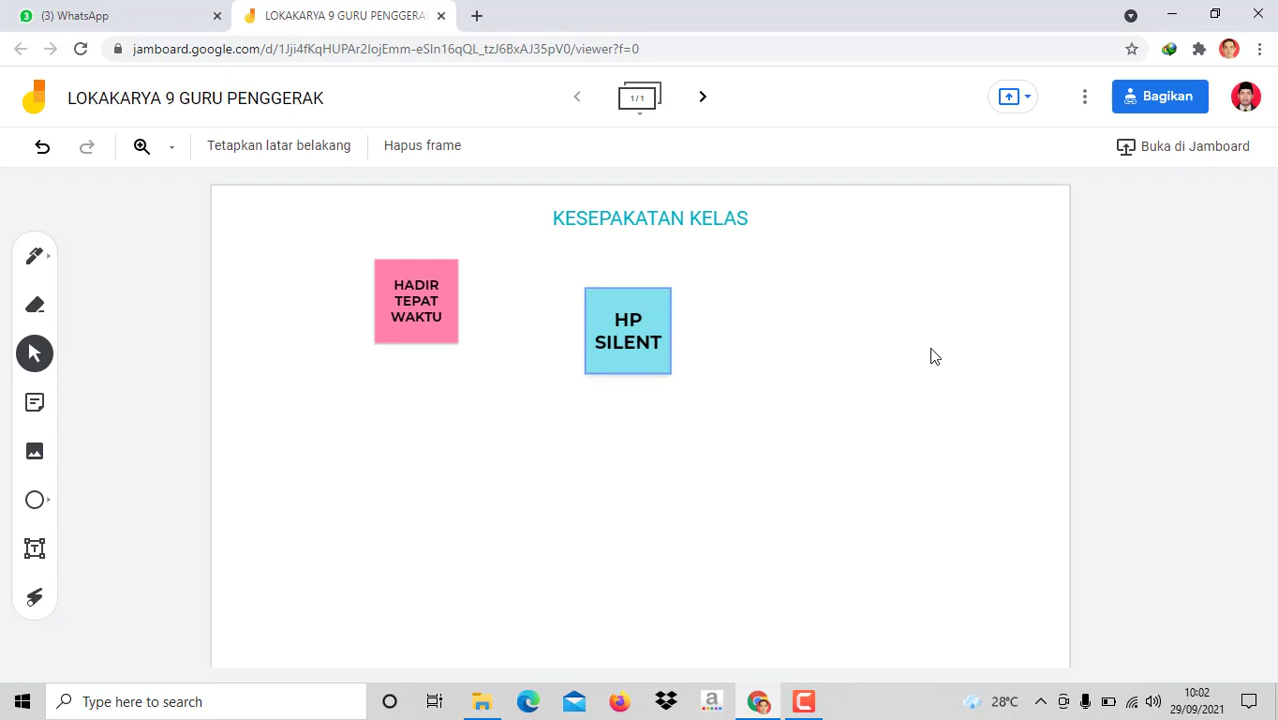 (3) WhatsApp
LOKAKARYA 9 GURU PENGGERAK
jamboard.google.com/d/1Jji4fKqHUPAr2IojEmm-eSIn16qQL_tzJ6BxAJ35pV0/viewer?f=0
LOKAKARYA 9 GURU PENGGERAK
1/1
Bagikan
Tetapkan latar belakang
Hapus frame
Buka di Jamboard
KESEPAKATAN KELAS
HADIR
TEPAT
WAKTU
HP
SILENT
Type here to search
28°C
10:02
29/09/2021